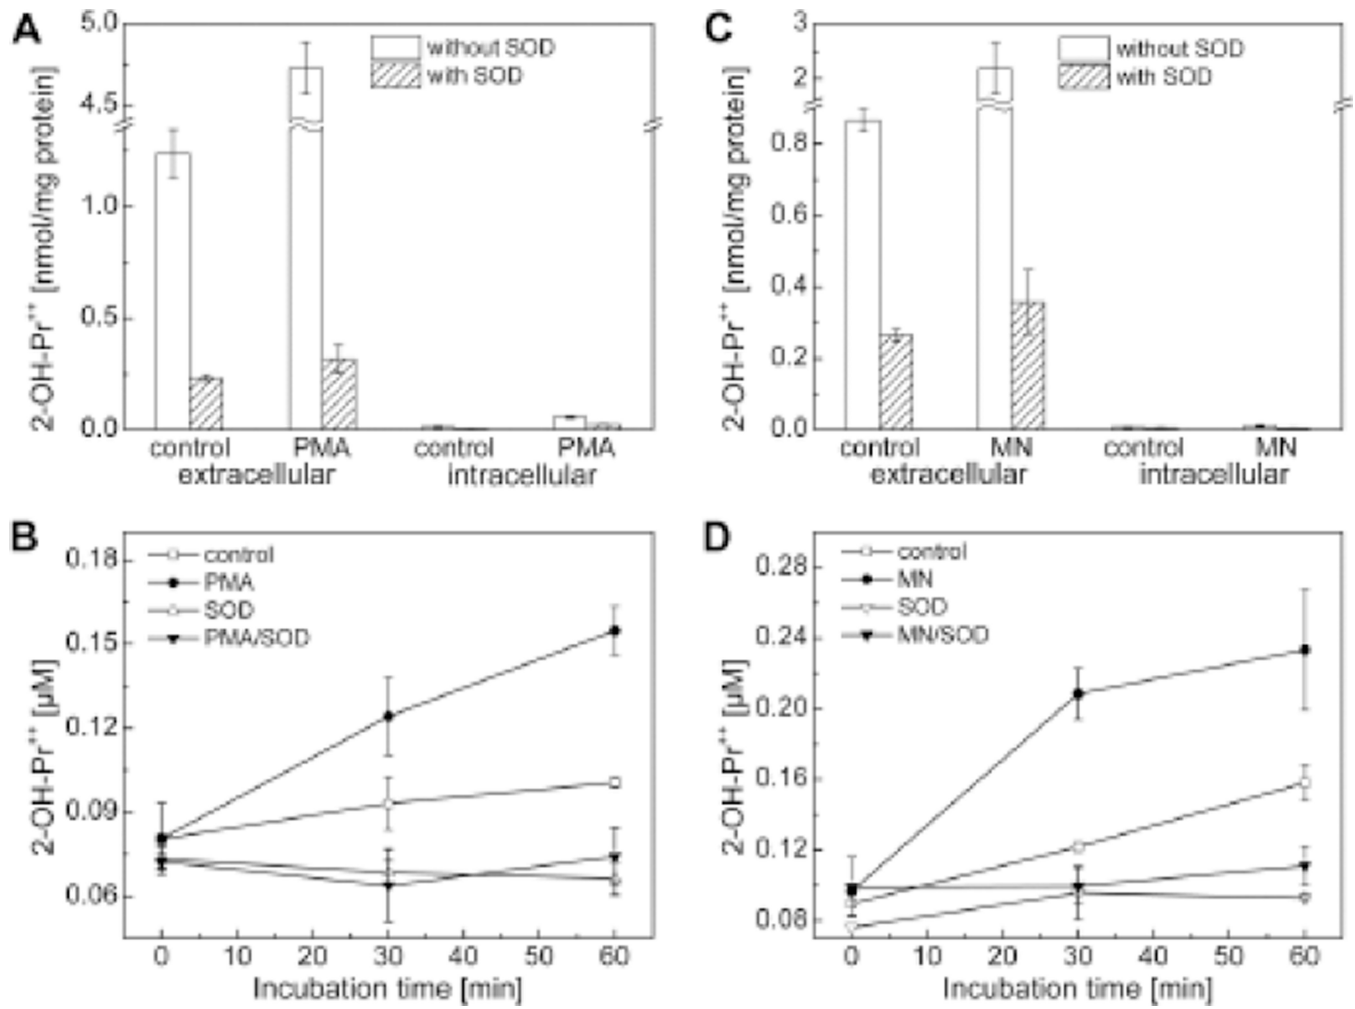 A
5.0
4.5
1.0
0.5
0.0
2-OH-Pr++ [nmol/mg protein]
without SOD
with SOD
control PMA control PMA
extracellular intracellular
C
3
2
0.8
0.6
0.4
0.2
0.0
2-OH-Pr++ [nmol/mg protein]
without SOD
with SOD
control MN control MN
extracellular intracellular
B
0.18
0.15
0.12
0.09
0.06
2-OH-Pr++ [µM]
control
PMA
SOD
PMA/SOD
0 10 20 30 40 50 60
Incubation time [min]
D
0.28
0.24
0.20
0.16
0.12
0.08
2-OH-Pr++ [µM]
control
MN
SOD
MN/SOD
0 10 20 30 40 50 60
Incubation time [min]